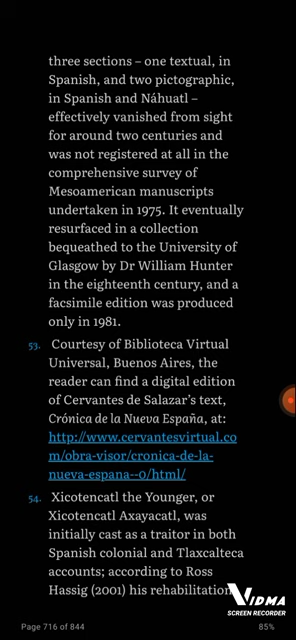 three sections – one textual, in
Spanish, and two pictographic,
in Spanish and Náhuatl –
effectively vanished from sight
for around two centuries and
was not registered at all in the
comprehensive survey of
Mesoamerican manuscripts
undertaken in 1975. It eventually
resurfaced in a collection
bequeathed to the University of
Glasgow by Dr William Hunter
in the eighteenth century, and a
facsimile edition was produced
only in 1981.
53. Courtesy of Biblioteca Virtual
Universal, Buenos Aires, the
reader can find a digital edition
of Cervantes de Salazar's text,
Crónica de la Nueva España, at:
http://www.cervantesvirtual.co
m/obra-visor/cronica-de-la-
nueva-espana--0/html/
54. Xicotencatl the Younger, or
Xicotencatl Axayacatl, was
initially cast as a traitor in both
Spanish colonial and Tlaxcalteca
accounts; according to Ross
Hassig (2001) his rehabilitation
VIDMA
SCREEN RECORDER
Page 716 of 844 85%